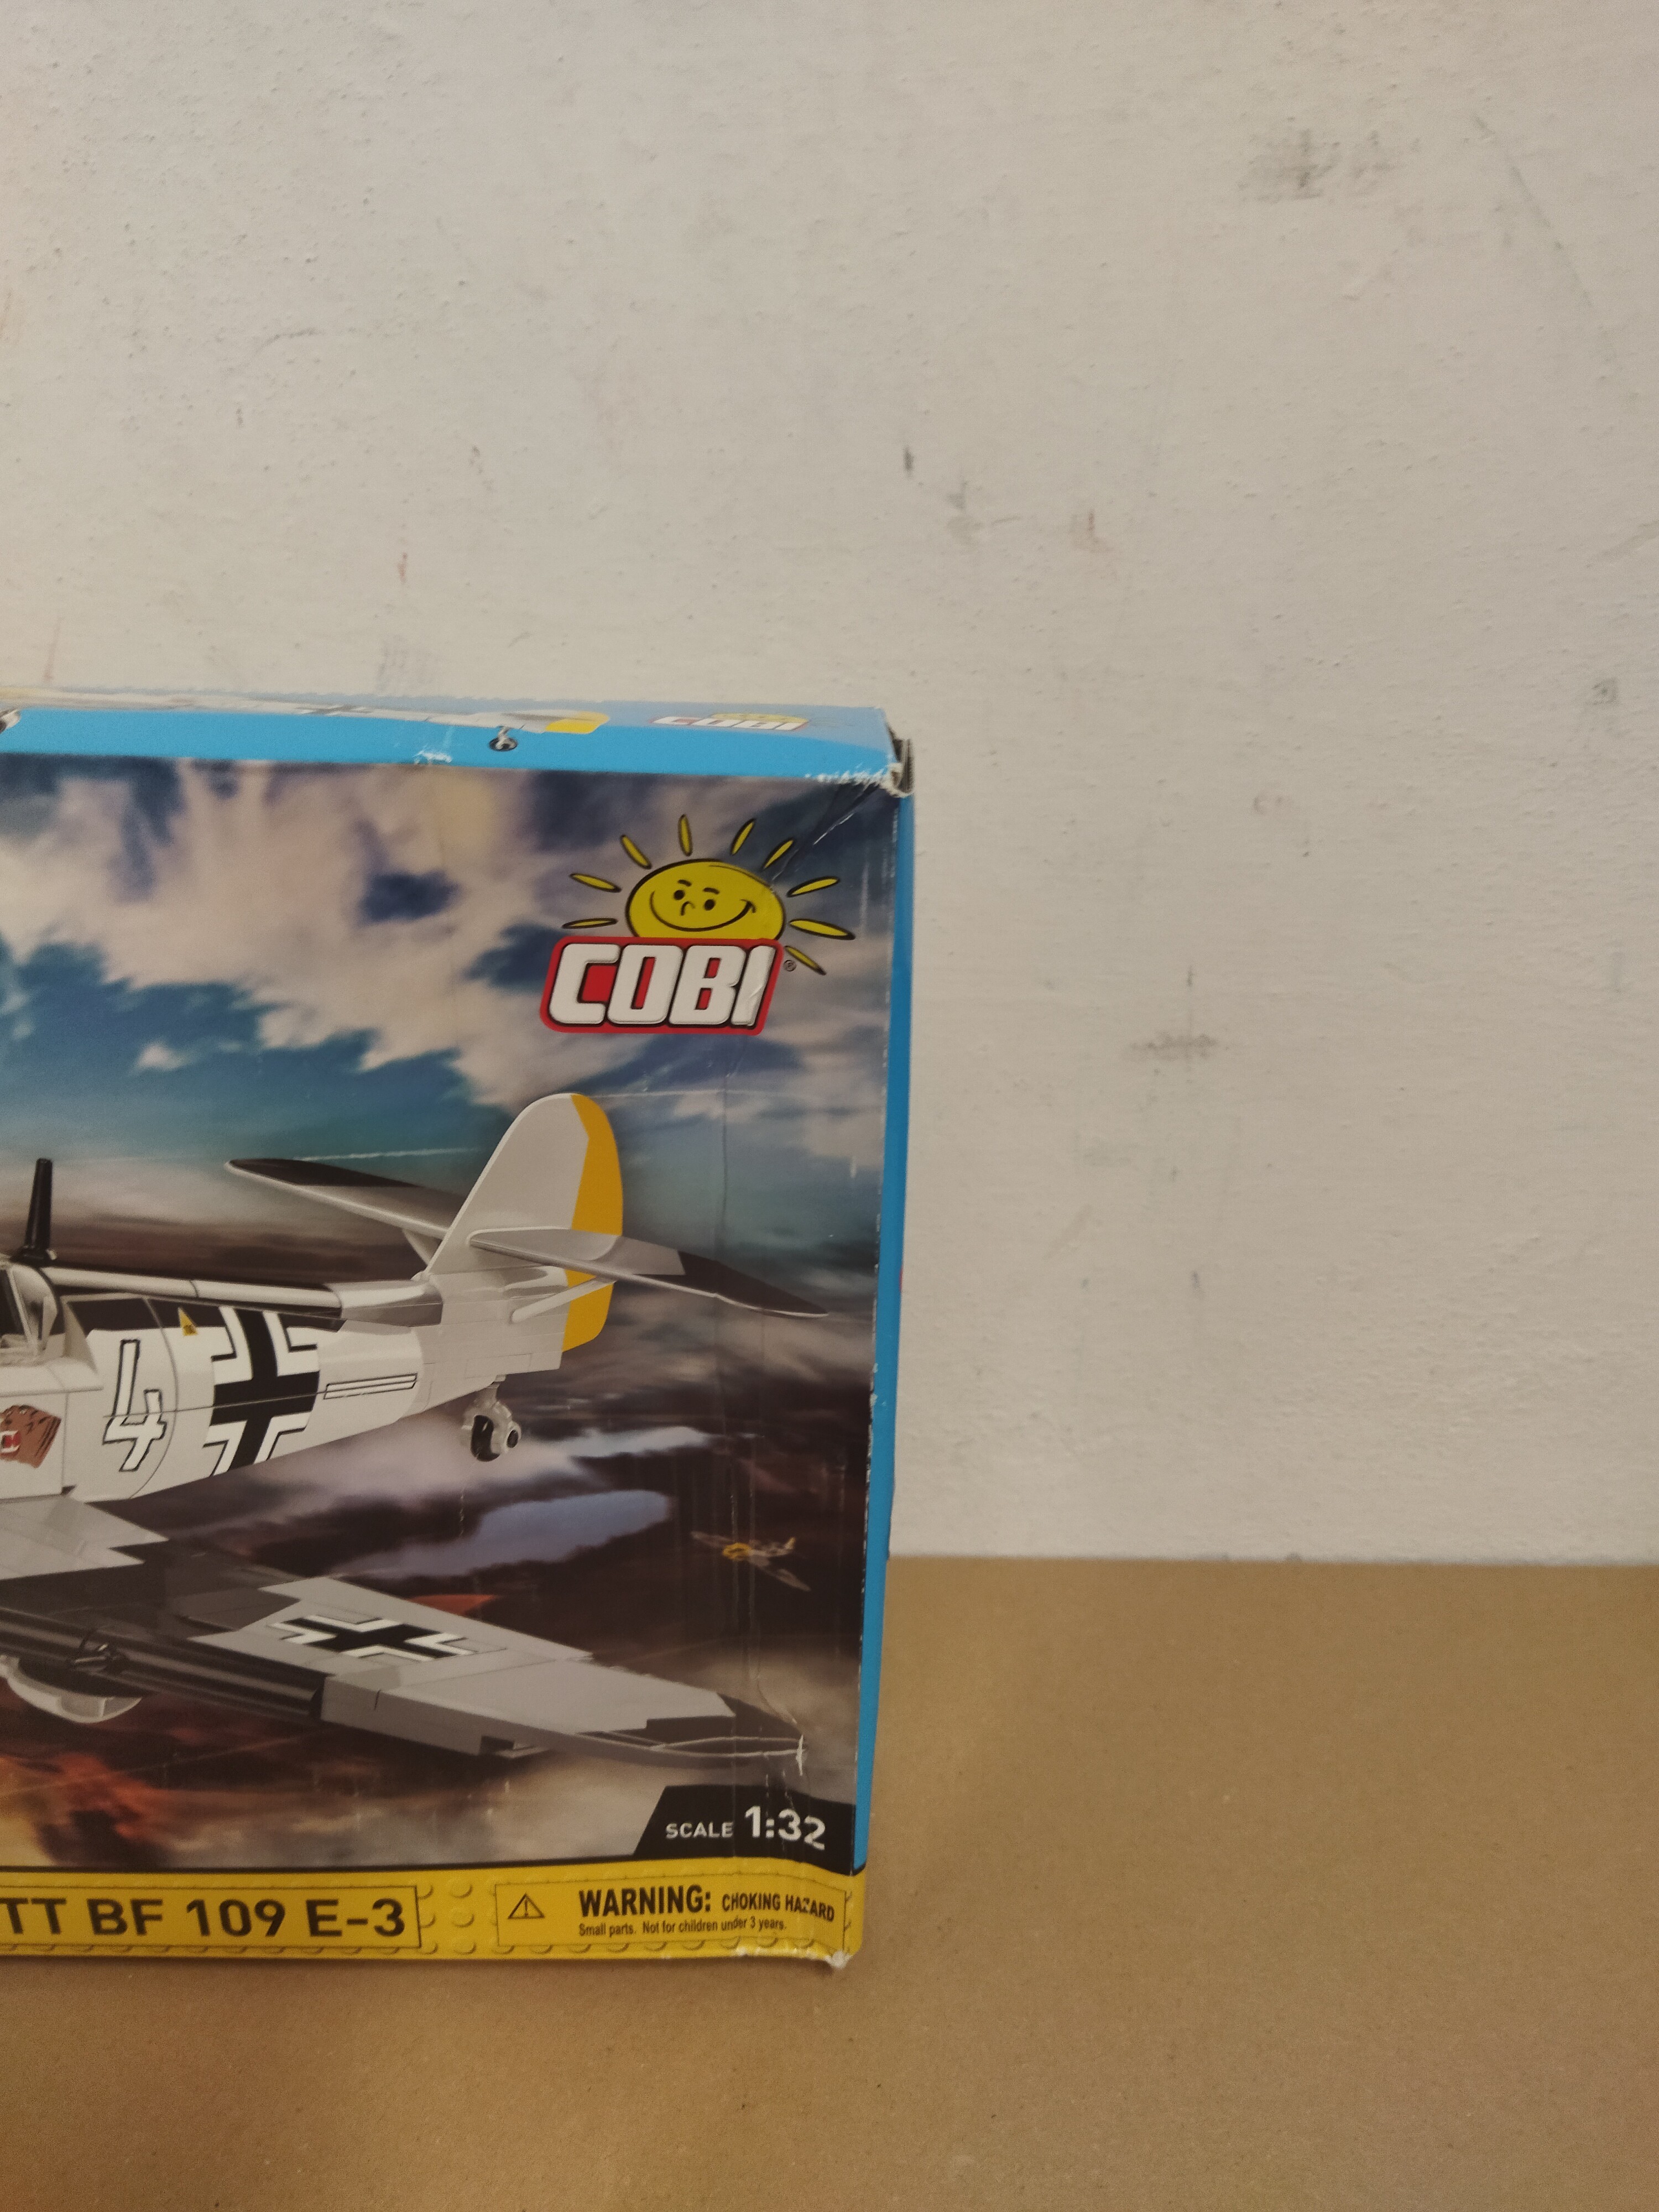 COBI
COBI®
4
SCALE 1:32
TT BF 109 E-3
WARNING: CHOKING HAZARD
Small parts. Not for children under 3 years.